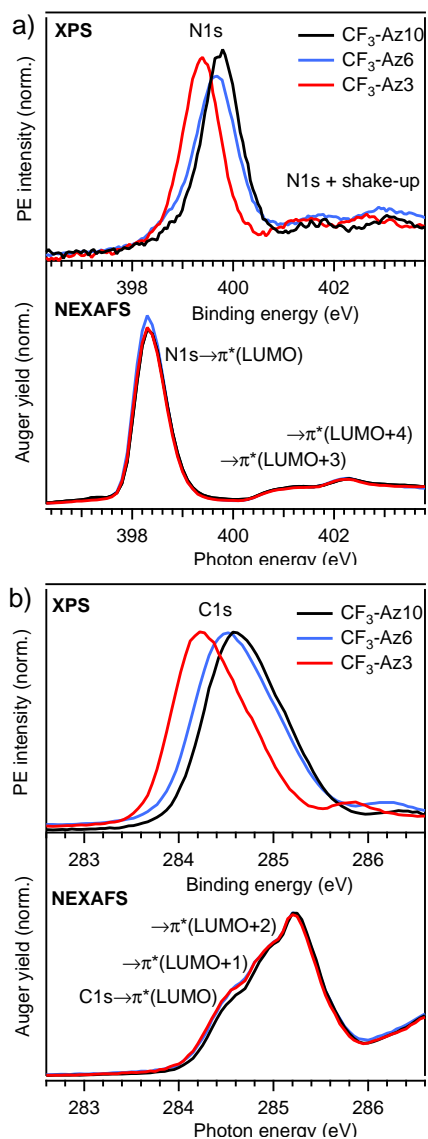 a)
XPS
N1s
CF₃-Az10
CF₃-Az6
CF₃-Az3
PE intensity (norm.)
N1s + shake-up
398 400 402
Binding energy (eV)
NEXAFS
Auger yield (norm.)
N1s→π*(LUMO)
→π*(LUMO+4)
→π*(LUMO+3)
398 400 402
Photon energy (eV)
b)
XPS
C1s
CF₃-Az10
CF₃-Az6
CF₃-Az3
PE intensity (norm.)
283 284 285 286
Binding energy (eV)
NEXAFS
Auger yield (norm.)
→π*(LUMO+2)
→π*(LUMO+1)
C1s→π*(LUMO)
283 284 285 286
Photon energy (eV)